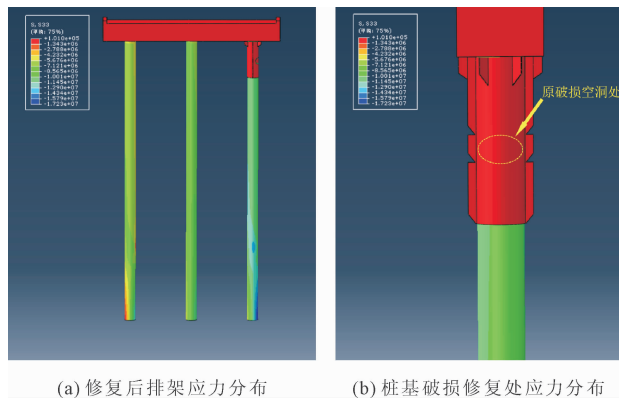 S, S33
(平均: 75%)
+1.010e+05
-1.343e+06
-2.788e+06
-4.232e+06
-5.676e+06
-7.121e+06
-8.565e+06
-1.001e+07
-1.145e+07
-1.290e+07
-1.434e+07
-1.579e+07
-1.723e+07
S, S33
(平均: 75%)
+1.010e+05
-1.343e+06
-2.788e+06
-4.232e+06
-5.676e+06
-7.121e+06
-8.565e+06
-1.001e+07
-1.145e+07
-1.290e+07
-1.434e+07
-1.579e+07
-1.723e+07
原破损空洞处
(a) 修复后排架应力分布
(b) 桩基破损修复处应力分布